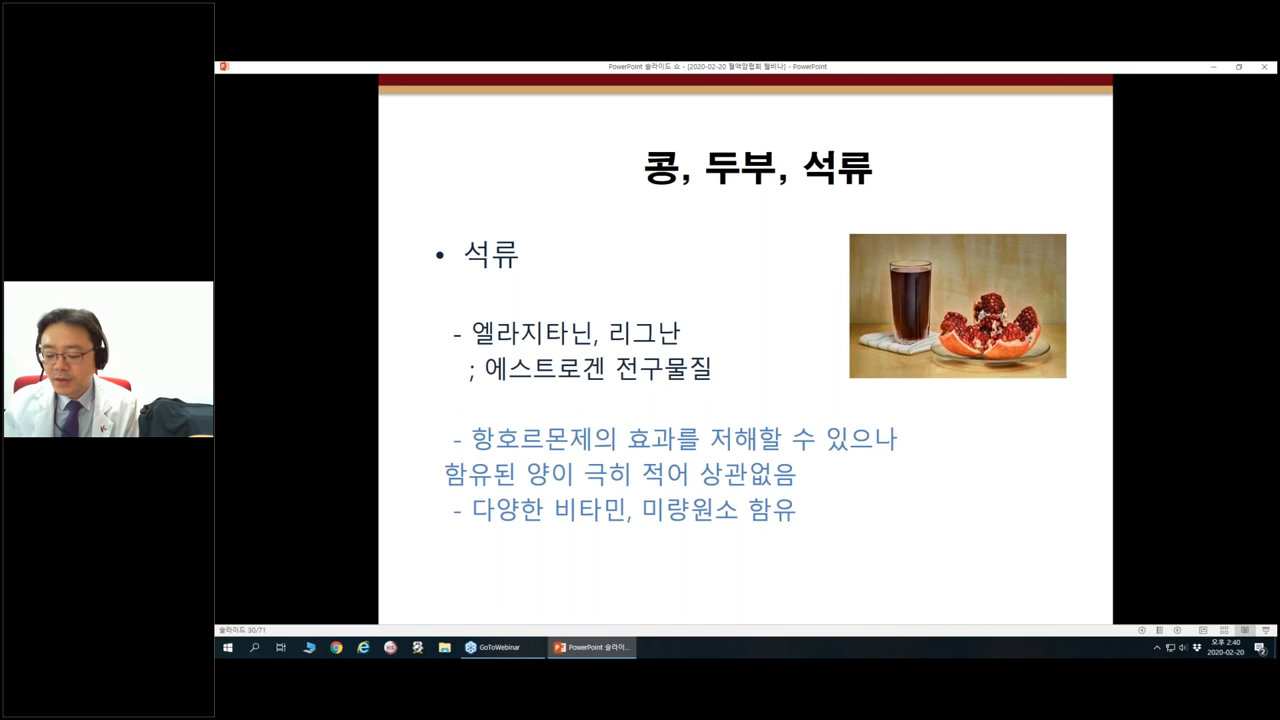 PowerPoint 슬라이드 쇼 - [2020-02-20 혈액암협회 웹비나] - PowerPoint
콩, 두부, 석류
• 석류
- 엘라지타닌, 리그난
; 에스트로겐 전구물질
- 항호르몬제의 효과를 저해할 수 있으나
함유된 양이 극히 적어 상관없음
- 다양한 비타민, 미량원소 함유
슬라이드 30/71
GoToWebinar
PowerPoint 슬라이...
오후 2:40
2020-02-20